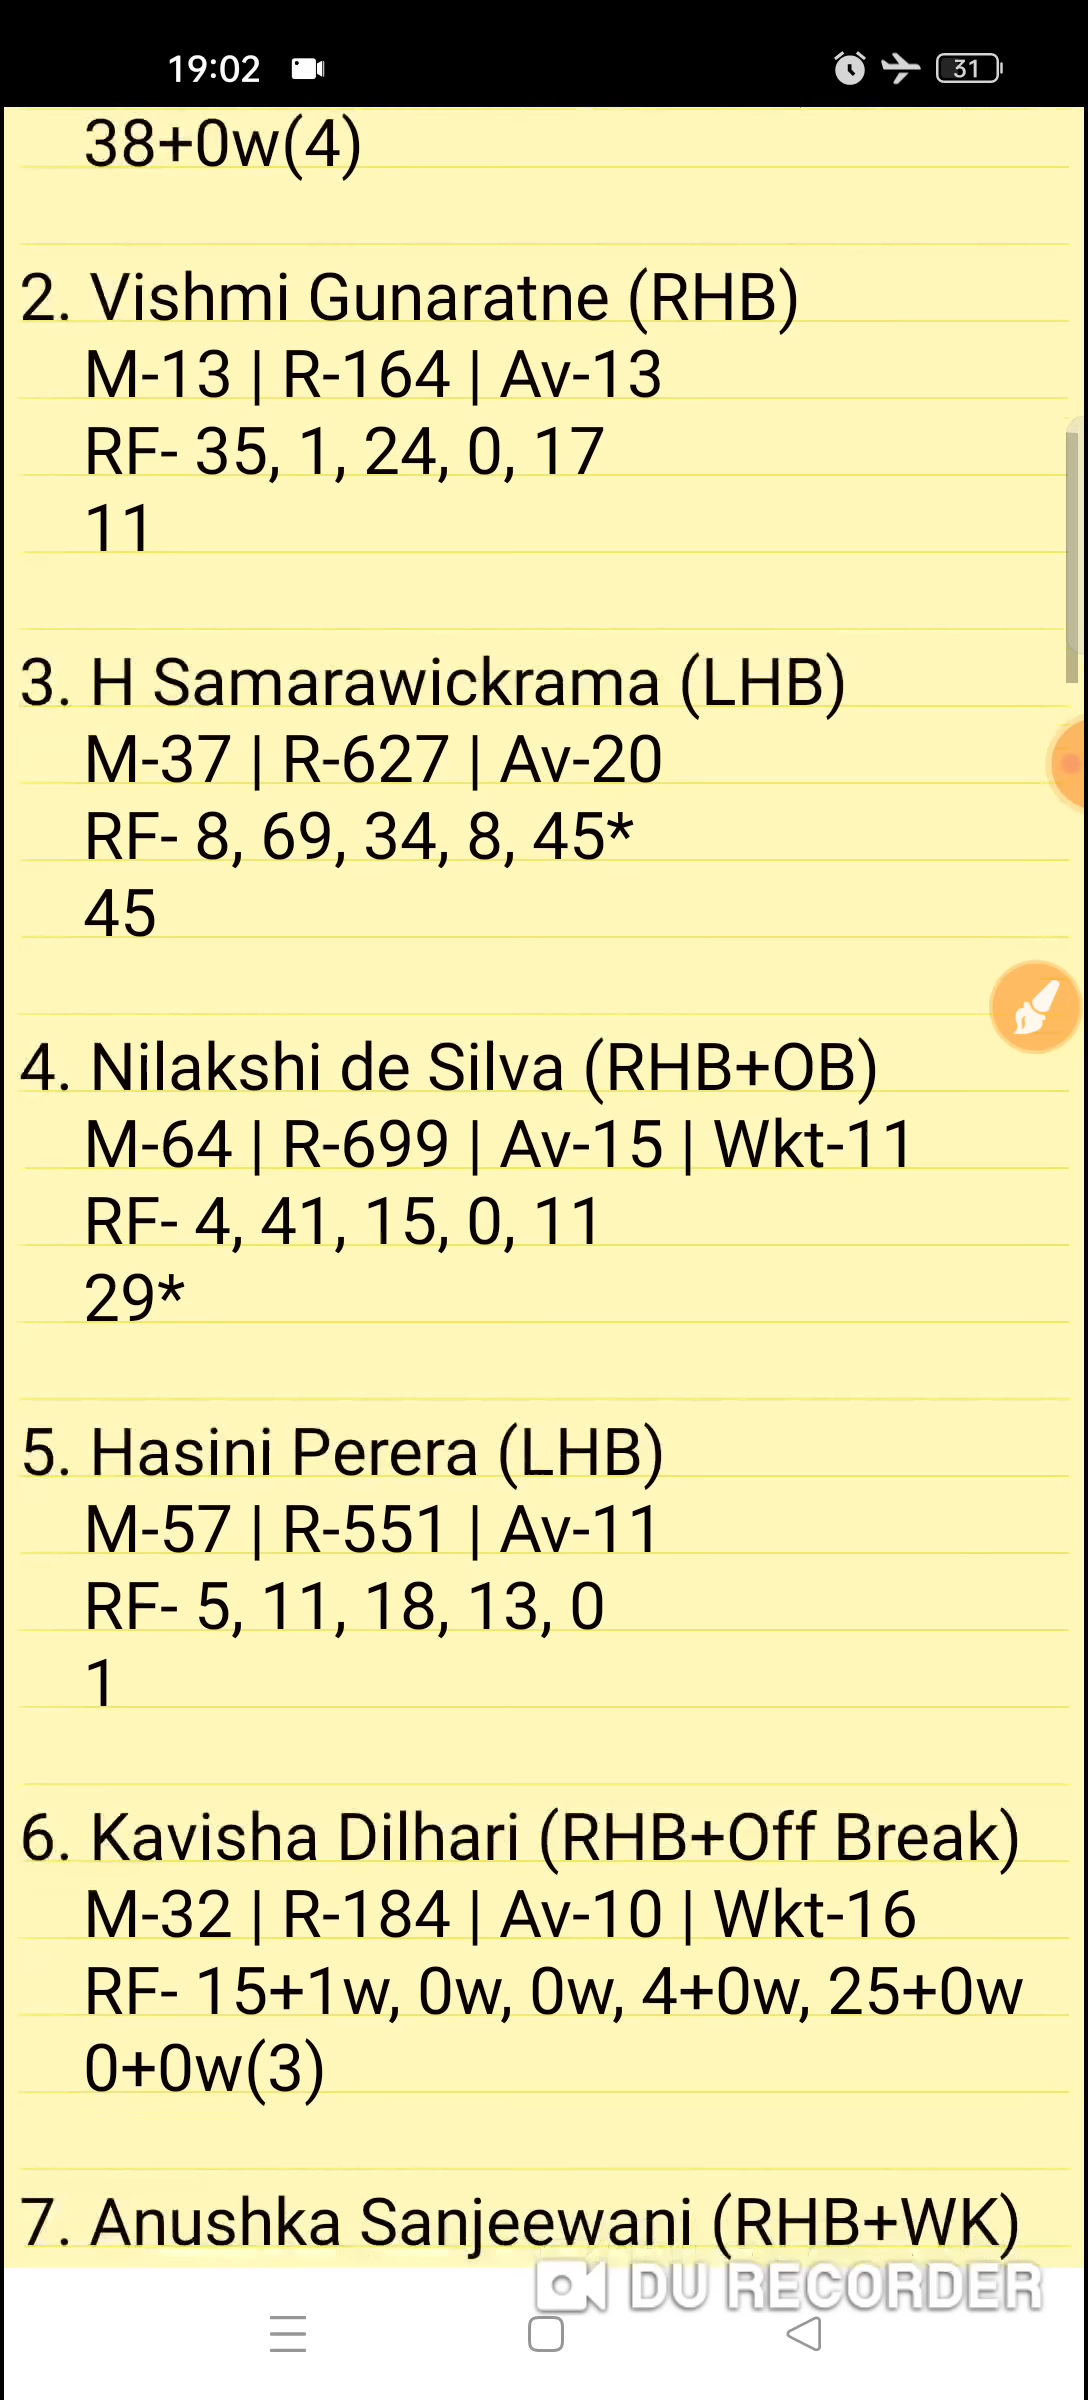 19:02
31
38+0w(4)
2. Vishmi Gunaratne (RHB)
M-13 | R-164 | Av-13
RF- 35, 1, 24, 0, 17
11
3. H Samarawickrama (LHB)
M-37 | R-627 | Av-20
RF- 8, 69, 34, 8, 45*
45
4. Nilakshi de Silva (RHB+OB)
M-64 | R-699 | Av-15 | Wkt-11
RF- 4, 41, 15, 0, 11
29*
5. Hasini Perera (LHB)
M-57 | R-551 | Av-11
RF- 5, 11, 18, 13, 0
1
6. Kavisha Dilhari (RHB+Off Break)
M-32 | R-184 | Av-10 | Wkt-16
RF- 15+1w, 0w, 0w, 4+0w, 25+0w
0+0w(3)
7. Anushka Sanjeewani (RHB+WK)
DU RECORDER